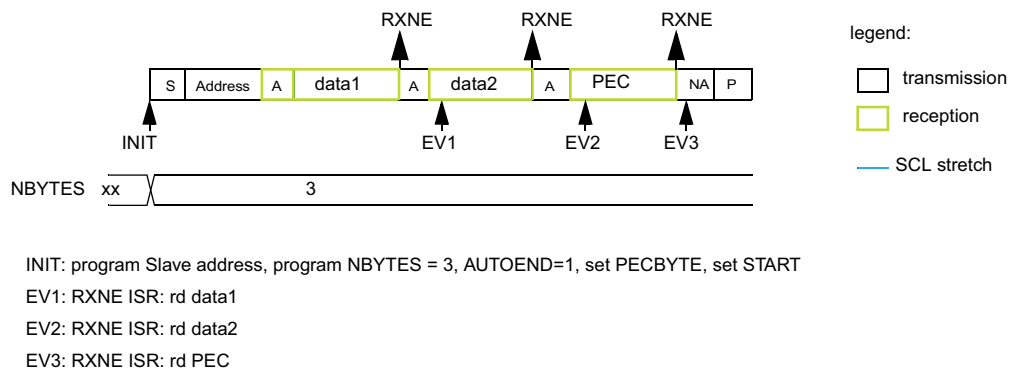 RXNE RXNE RXNE
legend:
S Address A data1 A data2 A PEC NA P
transmission
reception
INIT EV1 EV2 EV3
SCL stretch
NBYTES xx 3
INIT: program Slave address, program NBYTES = 3, AUTOEND=1, set PECBYTE, set START
EV1: RXNE ISR: rd data1
EV2: RXNE ISR: rd data2
EV3: RXNE ISR: rd PEC